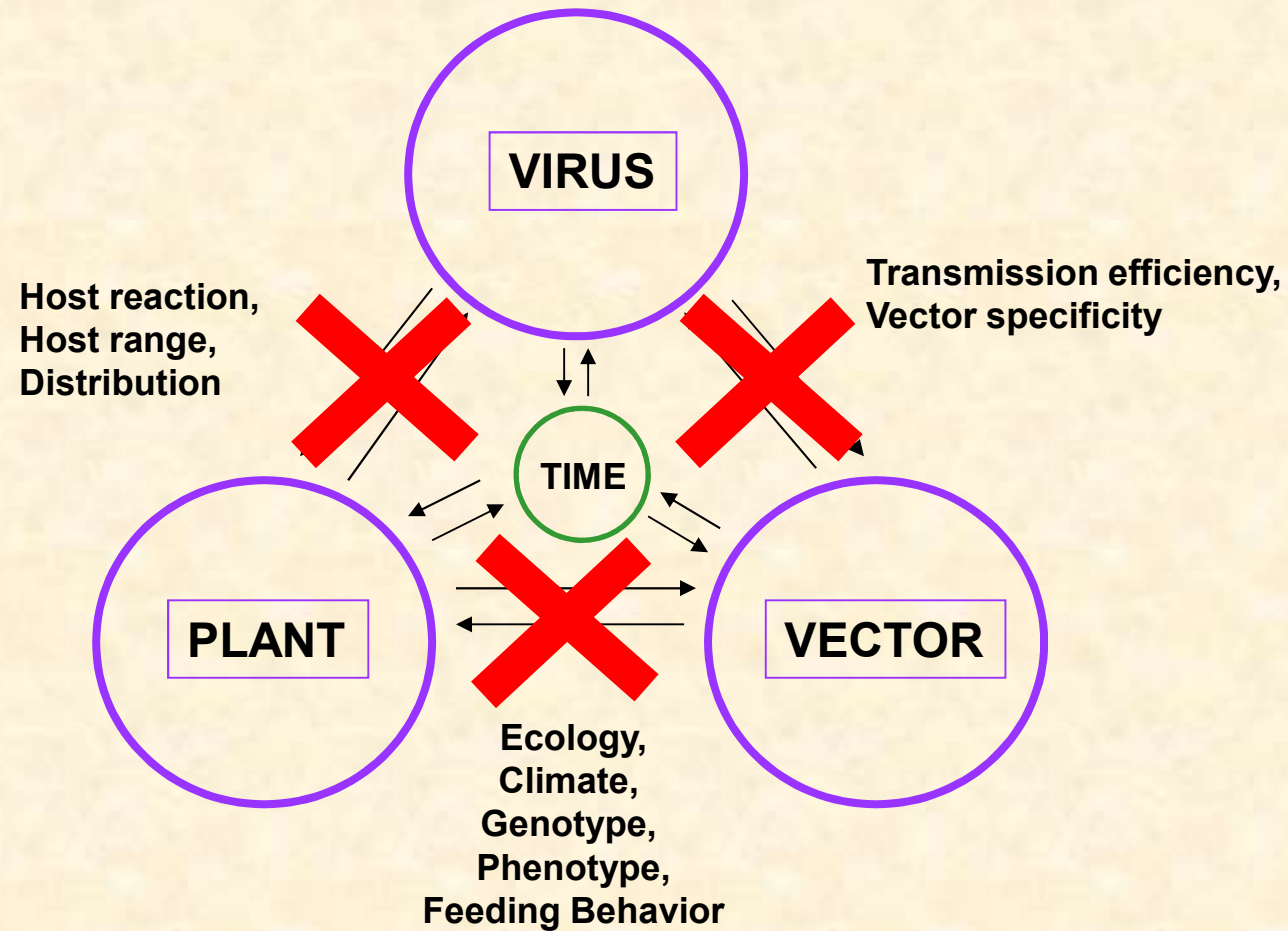 VIRUS
Transmission efficiency,
Vector specificity
Host reaction,
Host range,
Distribution
TIME
PLANT
VECTOR
Ecology,
Climate,
Genotype,
Phenotype,
Feeding Behavior